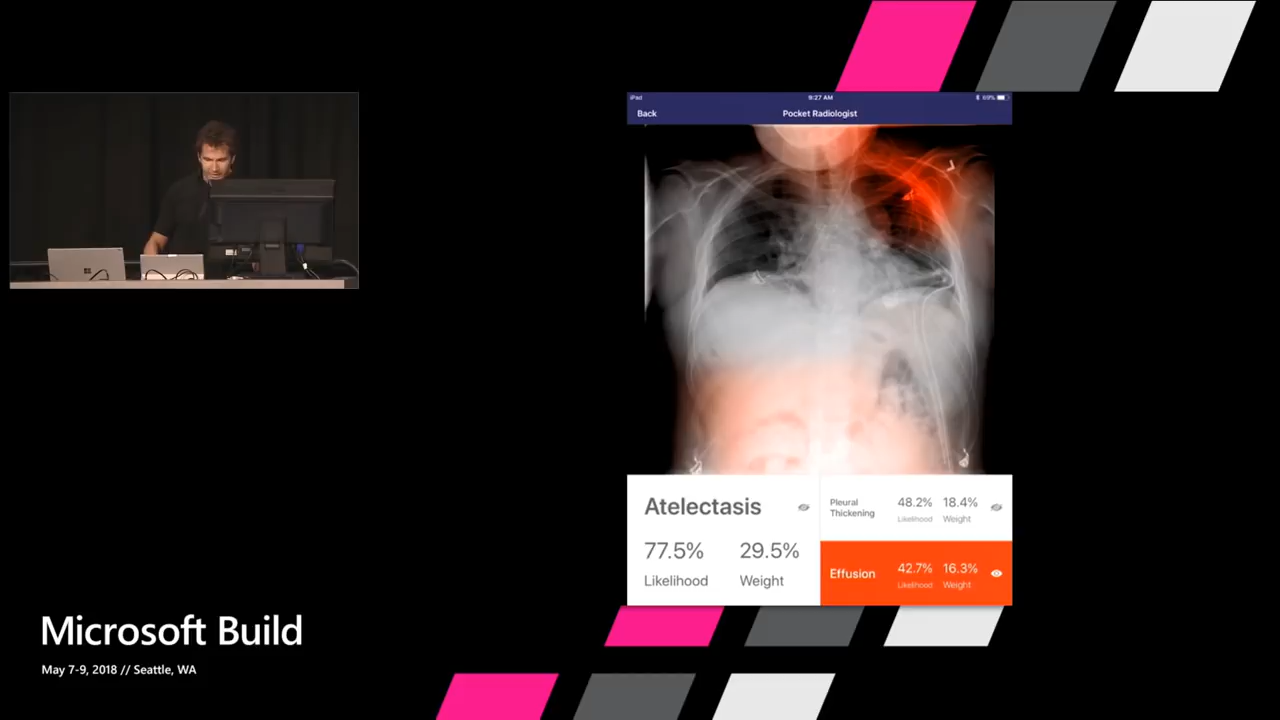 iPad 9:27 AM 69%
Back Pocket Radiologist
Atelectasis
77.5% 29.5%
Likelihood Weight
Pleural
Thickening
48.2% 18.4%
Likelihood Weight
Effusion
42.7% 16.3%
Likelihood Weight
Microsoft Build
May 7-9, 2018 // Seattle, WA